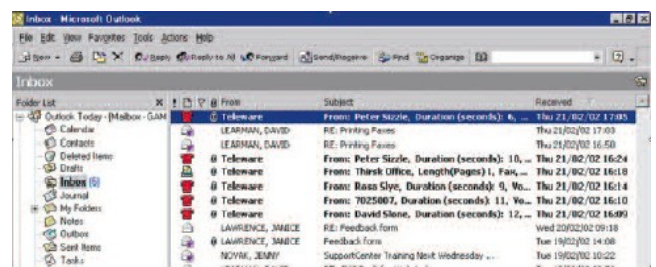 Inbox - Microsoft Outlook
File Edit View Favorites Tools Actions Help
New Reply Reply to All Forward Send/Receive Find Organize
Inbox
Folder List From Subject Received
Outlook Today - [Mailbox - GAM Teleware From: Peter Sizzle, Duration (seconds): 6, ... Thu 21/02/02 17:05
Calendar LEARMAN, DAVID RE: Printing Faxes Thu 21/02/02 17:03
Contacts LEARMAN, DAVID RE: Printing Faxes Thu 21/02/02 16:50
Deleted Items Teleware From: Peter Sizzle, Duration (seconds): 10, ... Thu 21/02/02 16:24
Drafts Teleware From: Thirsk Office, Length(Pages) 1, Fax, ... Thu 21/02/02 16:18
Inbox (6) Teleware From: Rosa Slye, Duration (seconds): 9, Vo... Thu 21/02/02 16:14
Journal Teleware From: 7025007, Duration (seconds): 11, Vo... Thu 21/02/02 16:10
My Folders Teleware From: David Slone, Duration (seconds): 12, ... Thu 21/02/02 16:09
Notes LAWRENCE, JANICE RE: Feedback form Wed 20/02/02 09:18
Outbox LAWRENCE, JANICE Feedback form Tue 19/02/02 14:08
Sent Items NOVAK, JENNY SupportCenter Training Next Wednesday ... Tue 19/02/02 10:22
Tasks